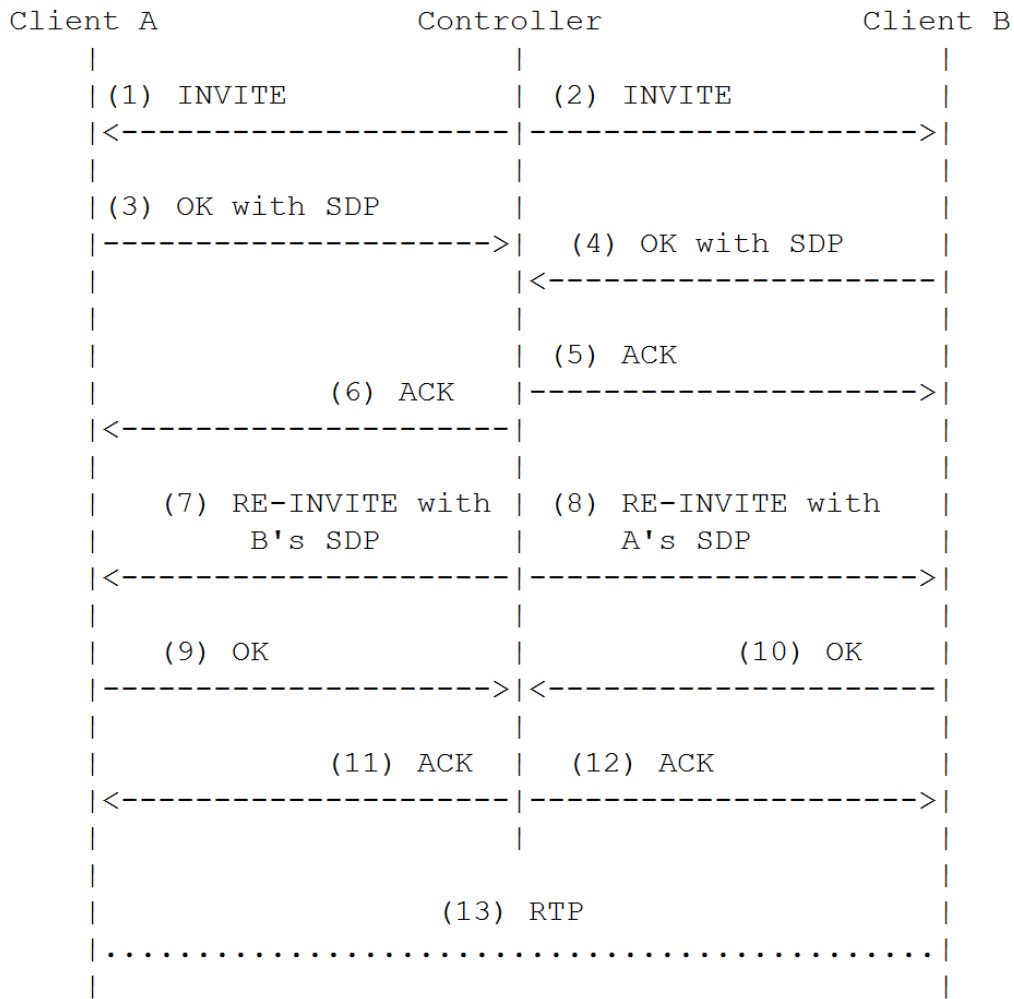 Client A              Controller             Client B
    |                      |                      |
    |(1) INVITE            | (2) INVITE           |
    |<---------------------|--------------------->|
    |                      |                      |
    |(3) OK with SDP       |                      |
    |--------------------->|  (4) OK with SDP     |
    |                      |<---------------------|
    |                      |                      |
    |                      | (5) ACK              |
    |            (6) ACK   |--------------------->|
    |<---------------------|                      |
    |                      |                      |
    |   (7) RE-INVITE with | (8) RE-INVITE with   |
    |        B's SDP       |     A's SDP          |
    |<---------------------|--------------------->|
    |                      |                      |
    |   (9) OK             |           (10) OK    |
    |--------------------->|<---------------------|
    |                      |                      |
    |            (11) ACK  |  (12) ACK            |
    |<---------------------|--------------------->|
    |                      |                      |
    |                                             |
    |                  (13) RTP                   |
    |.............................................|
    |                                             |